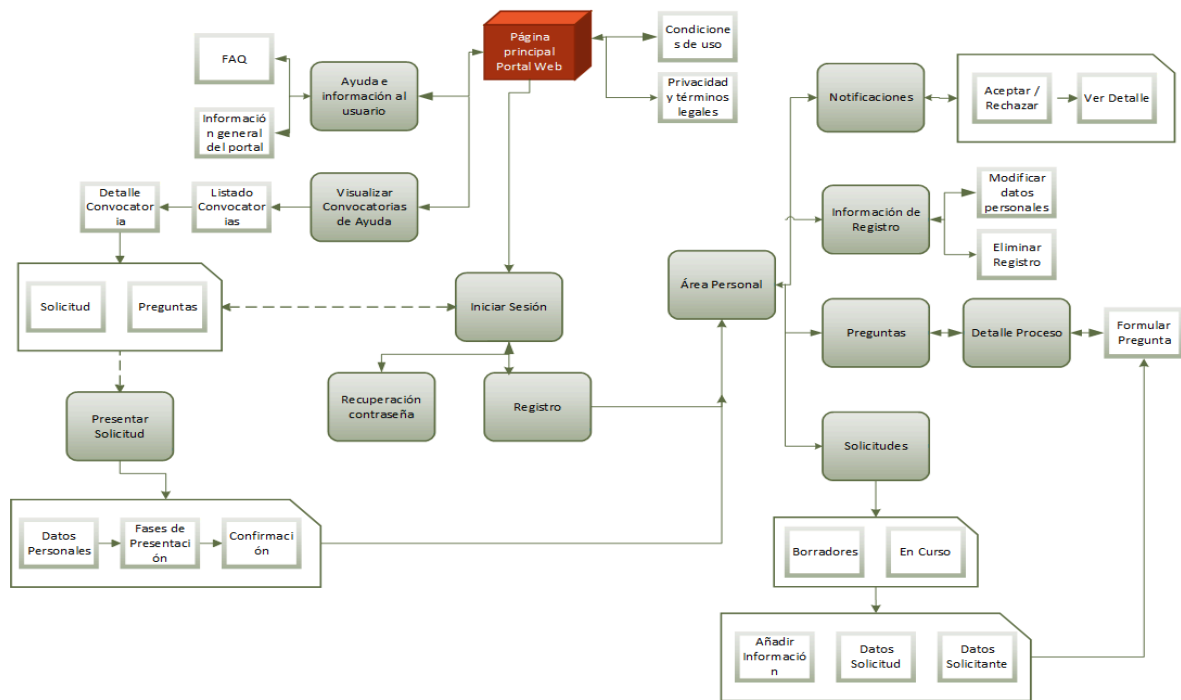 Página
principal
Portal Web
Condicione
s de uso
Privacidad
y términos
legales
FAQ
Ayuda e
información al
usuario
Informació
n general
del portal
Notificaciones
Aceptar /
Rechazar
Ver Detalle
Detalle
Convocator
ia
Listado
Convocator
ias
Visualizar
Convocatorias
de Ayuda
Información de
Registro
Modificar
datos
personales
Eliminar
Registro
Solicitud
Preguntas
Iniciar Sesión
Área Personal
Preguntas
Detalle Proceso
Formular
Pregunta
Recuperación
contraseña
Registro
Presentar
Solicitud
Solicitudes
Datos
Personales
Fases de
Presentaci
ón
Confirmac
ión
Borradores
En Curso
Añadir
Informació
n
Datos
Solicitud
Datos
Solicitante